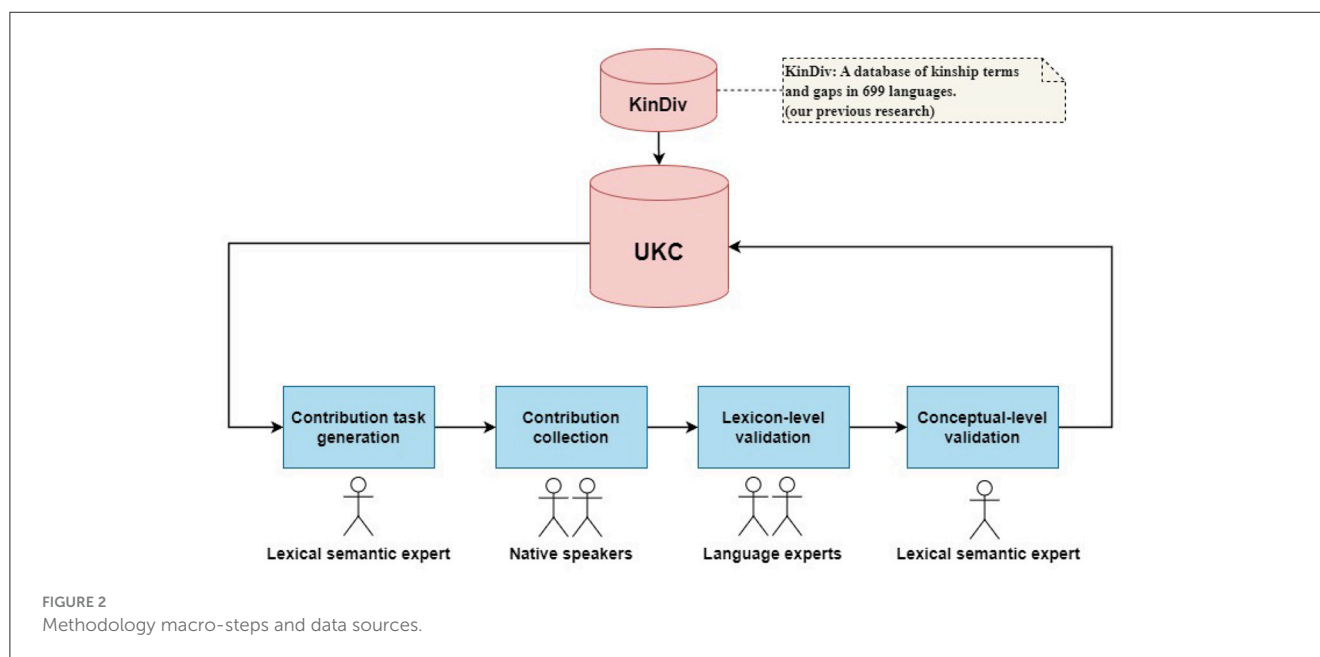 KinDiv
KinDiv: A database of kinship terms
and gaps in 699 languages.
(our previous research)
UKC
Contribution task
generation
Contribution
collection
Lexicon-level
validation
Conceptual-level
validation
Lexical semantic expert
Native speakers
Language experts
Lexical semantic expert
FIGURE 2
Methodology macro-steps and data sources.